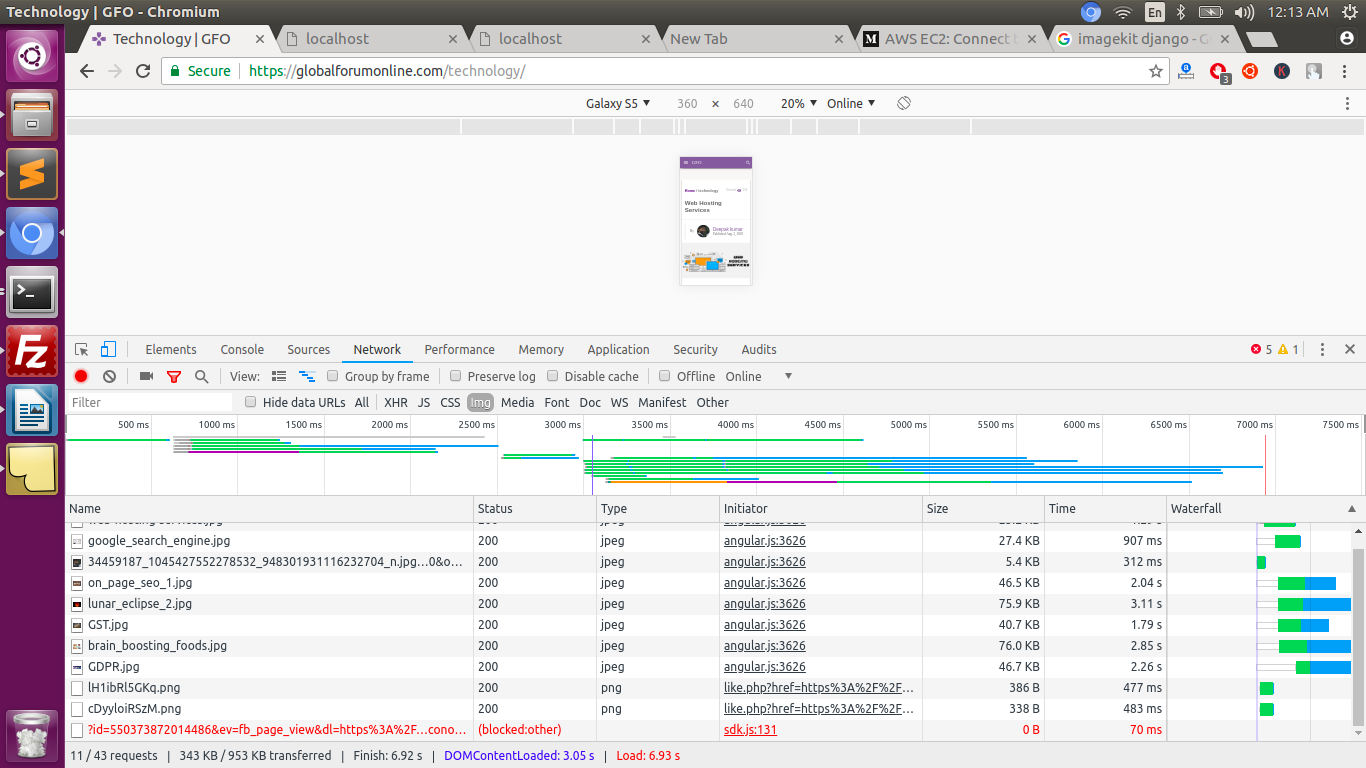 Technology | GFO - Chromium En 12:13 AM
Technology | GFO localhost localhost New Tab AWS EC2: Connect imagekit django - G
Secure https://globalforumonline.com/technology/ 3
Galaxy S5 ▼ 360 × 640 20% ▼ Online ▼
Home / technology
Web Hosting
Services
By Deepak kumar
WEB
HOSTING
SERVICES
Elements Console Sources Network Performance Memory Application Security Audits 5 1
View: Group by frame Preserve log Disable cache Offline Online ▼
Filter Hide data URLs All XHR JS CSS Img Media Font Doc WS Manifest Other
500 ms 1000 ms 1500 ms 2000 ms 2500 ms 3000 ms 3500 ms 4000 ms 4500 ms 5000 ms 5500 ms 6000 ms 6500 ms 7000 ms 7500 ms
Name Status Type Initiator Size Time Waterfall ▲
200 jpeg angular.js:3626
google_search_engine.jpg 200 jpeg angular.js:3626 27.4 KB 907 ms
34459187_1045427552278532_948301931116232704_n.jpg…0&o… 200 jpeg angular.js:3626 5.4 KB 312 ms
on_page_seo_1.jpg 200 jpeg angular.js:3626 46.5 KB 2.04 s
lunar_eclipse_2.jpg 200 jpeg angular.js:3626 75.9 KB 3.11 s
GST.jpg 200 jpeg angular.js:3626 40.7 KB 1.79 s
brain_boosting_foods.jpg 200 jpeg angular.js:3626 76.0 KB 2.85 s
GDPR.jpg 200 jpeg angular.js:3626 46.7 KB 2.26 s
lH1ibRl5GKq.png 200 png like.php?href=https%3A%2F%2F… 386 B 477 ms
cDyyloiRSzM.png 200 png like.php?href=https%3A%2F%2F… 338 B 483 ms
?id=550373872014486&ev=fb_page_view&dl=https%3A%2F…cono… (blocked:other) sdk.js:131 0 B 70 ms
11 / 43 requests | 343 KB / 953 KB transferred | Finish: 6.92 s | DOMContentLoaded: 3.05 s | Load: 6.93 s